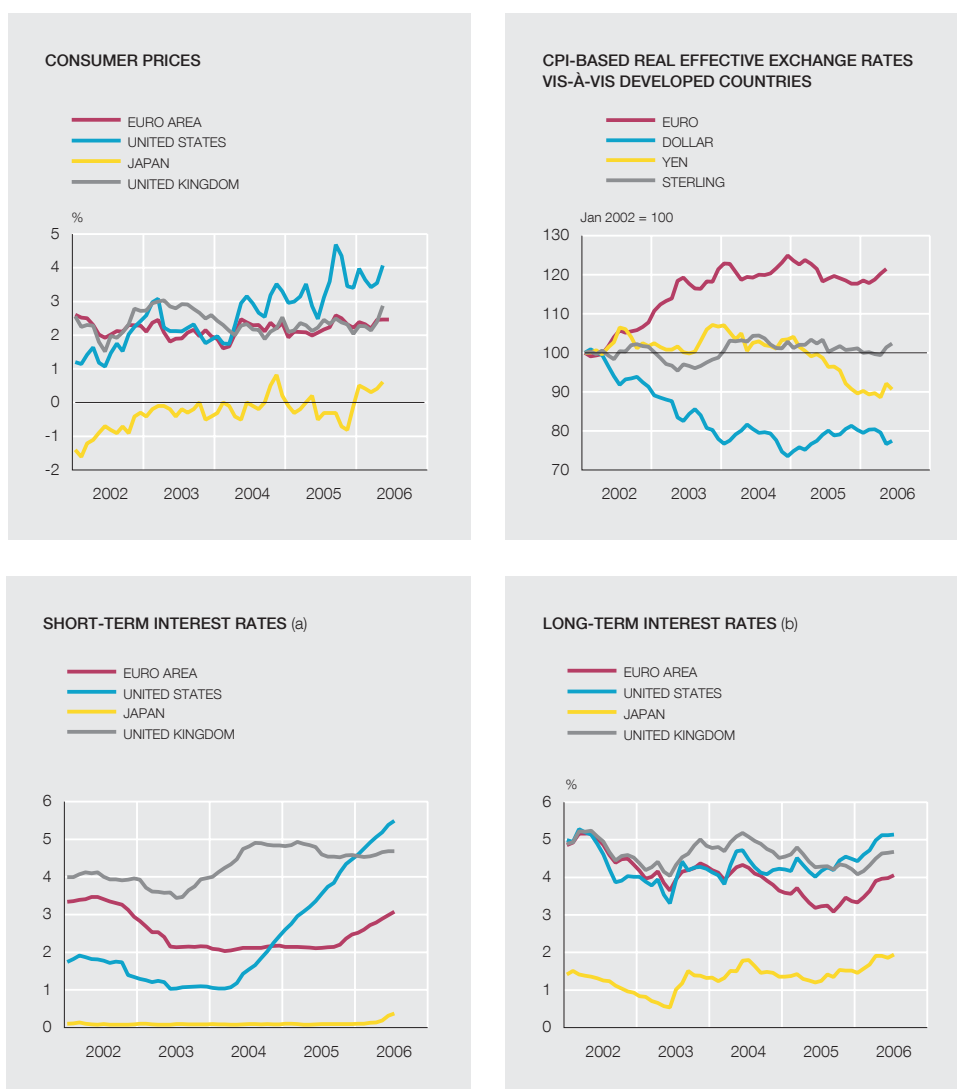 CONSUMER PRICES
EURO AREA
UNITED STATES
JAPAN
UNITED KINGDOM
%
5
4
3
2
1
0
-1
-2
2002 2003 2004 2005 2006
CPI-BASED REAL EFFECTIVE EXCHANGE RATES
VIS-À-VIS DEVELOPED COUNTRIES
EURO
DOLLAR
YEN
STERLING
Jan 2002 = 100
130
120
110
100
90
80
70
2002 2003 2004 2005 2006
SHORT-TERM INTEREST RATES (a)
EURO AREA
UNITED STATES
JAPAN
UNITED KINGDOM
6
5
4
3
2
1
0
2002 2003 2004 2005 2006
LONG-TERM INTEREST RATES (b)
EURO AREA
UNITED STATES
JAPAN
UNITED KINGDOM
%
6
5
4
3
2
1
0
2002 2003 2004 2005 2006